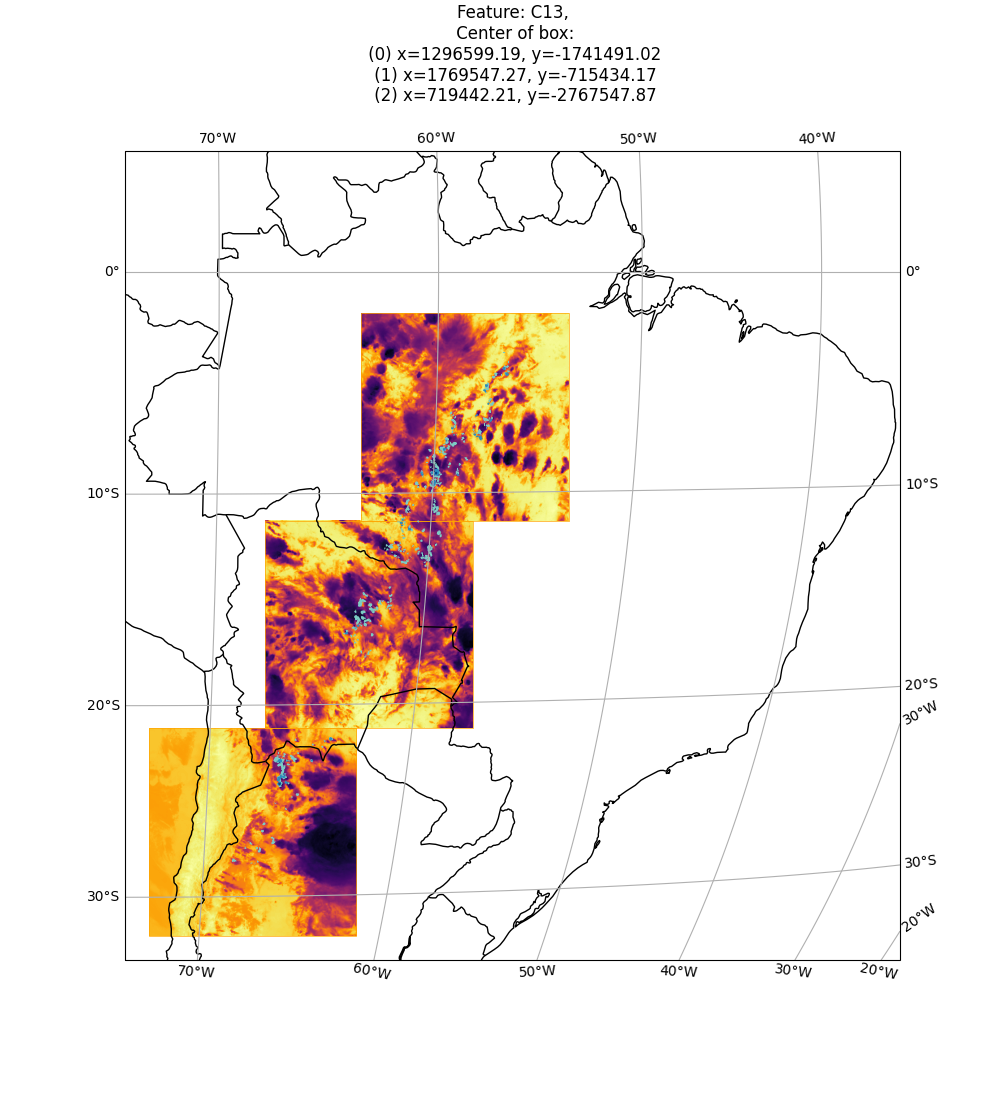 Feature: C13,
Center of box:
(0) x=1296599.19, y=-1741491.02
(1) x=1769547.27, y=-715434.17
(2) x=719442.21, y=-2767547.87
70°W 60°W 50°W 40°W
0° 0°
10°S 10°S
20°S 20°S
30°W
30°S 30°S
20°W
70°W 60°W 50°W 40°W 30°W 20°W